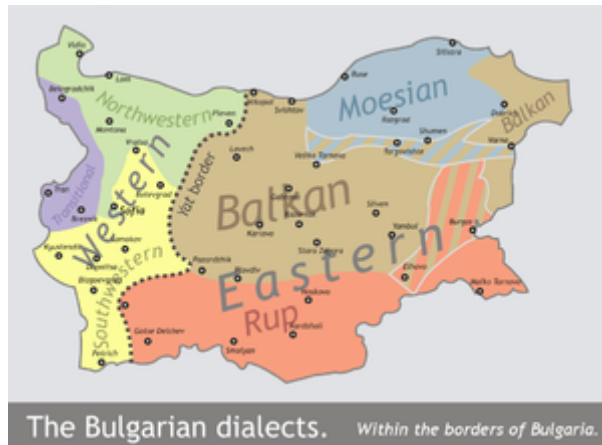 Vidin
Silistra
Lom
Ruse
Belogradchik
Moesian
Northwestern
Nikopol
Svishtov
Pleven
Razgrad
Dobrich
Balkan
Montana
Shumen
Vratsa
Targovishte
Varna
Lovech
Veliko Tarnovo
Transitional
Western
Yat border
Tran
Breznik
Sofia
Balkan
Sliven
Burgas
Samokov
Karlovo
Yambol
Kyustendil
Stara Zagora
Eastern
Pazardzhik
Plovdiv
Elhovo
Blagoevgrad
Malko Tarnovo
Southwestern
Haskovo
Rup
Kardzhali
Gotse Delchev
Smolyan
Petrich
The Bulgarian dialects.
Within the borders of Bulgaria.